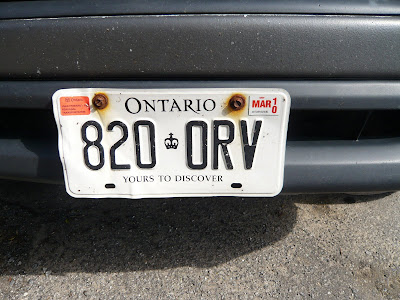 ONTARIO
MAR 10
820 ORV
YOURS TO DISCOVER